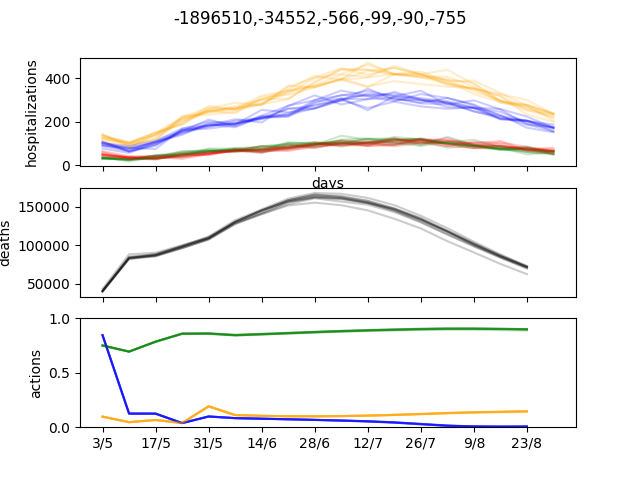 -1896510,-34552,-566,-99,-90,-755
hospitalizations
400
200
0
days
deaths
150000
100000
50000
actions
1.0
0.5
0.0
3/5 17/5 31/5 14/6 28/6 12/7 26/7 9/8 23/8